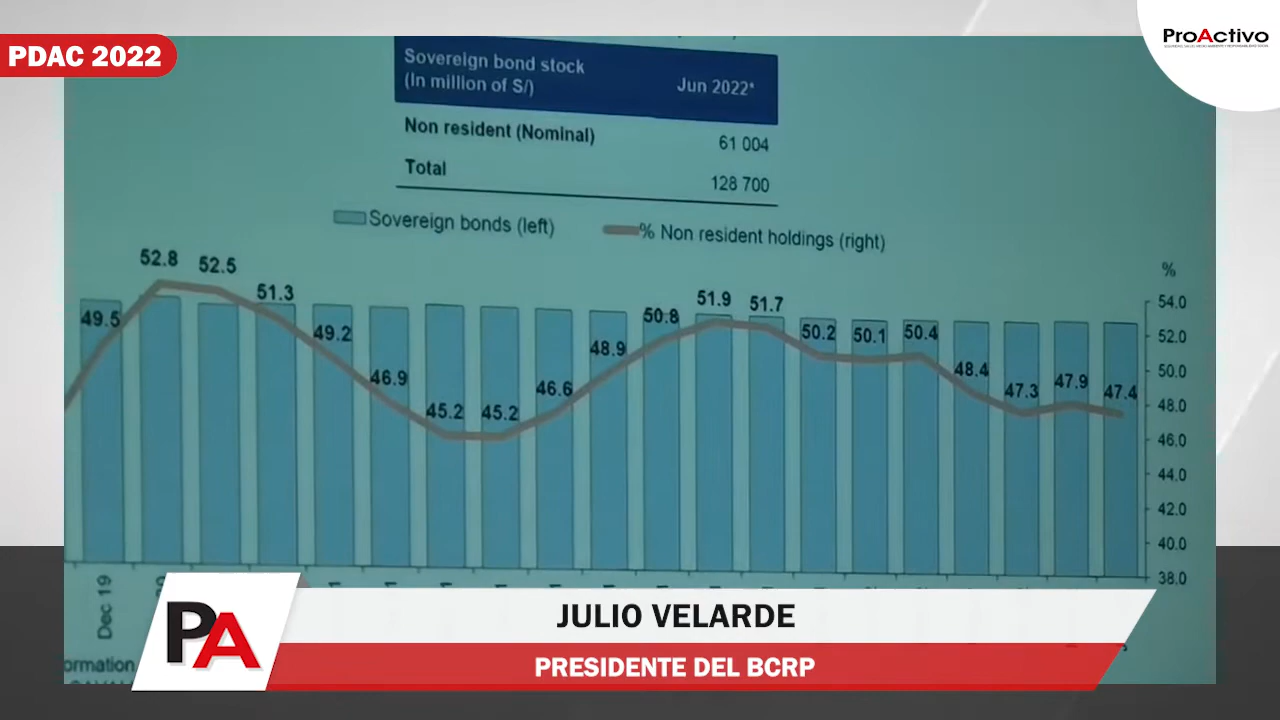 PDAC 2022
ProActivo
Sovereign bond stock
(In million of S/)
Jun 2022*
Non resident (Nominal)
61 004
Total
128 700
Sovereign bonds (left)
% Non resident holdings (right)
%
52.8
52.5
51.3
49.5
49.2
46.9
45.2
45.2
46.6
48.9
50.8
51.9
51.7
50.2
50.1
50.4
48.4
47.3
47.9
47.4
54.0
52.0
50.0
48.0
46.0
44.0
42.0
40.0
38.0
Dec 19
ormation
PA
JULIO VELARDE
PRESIDENTE DEL BCRP